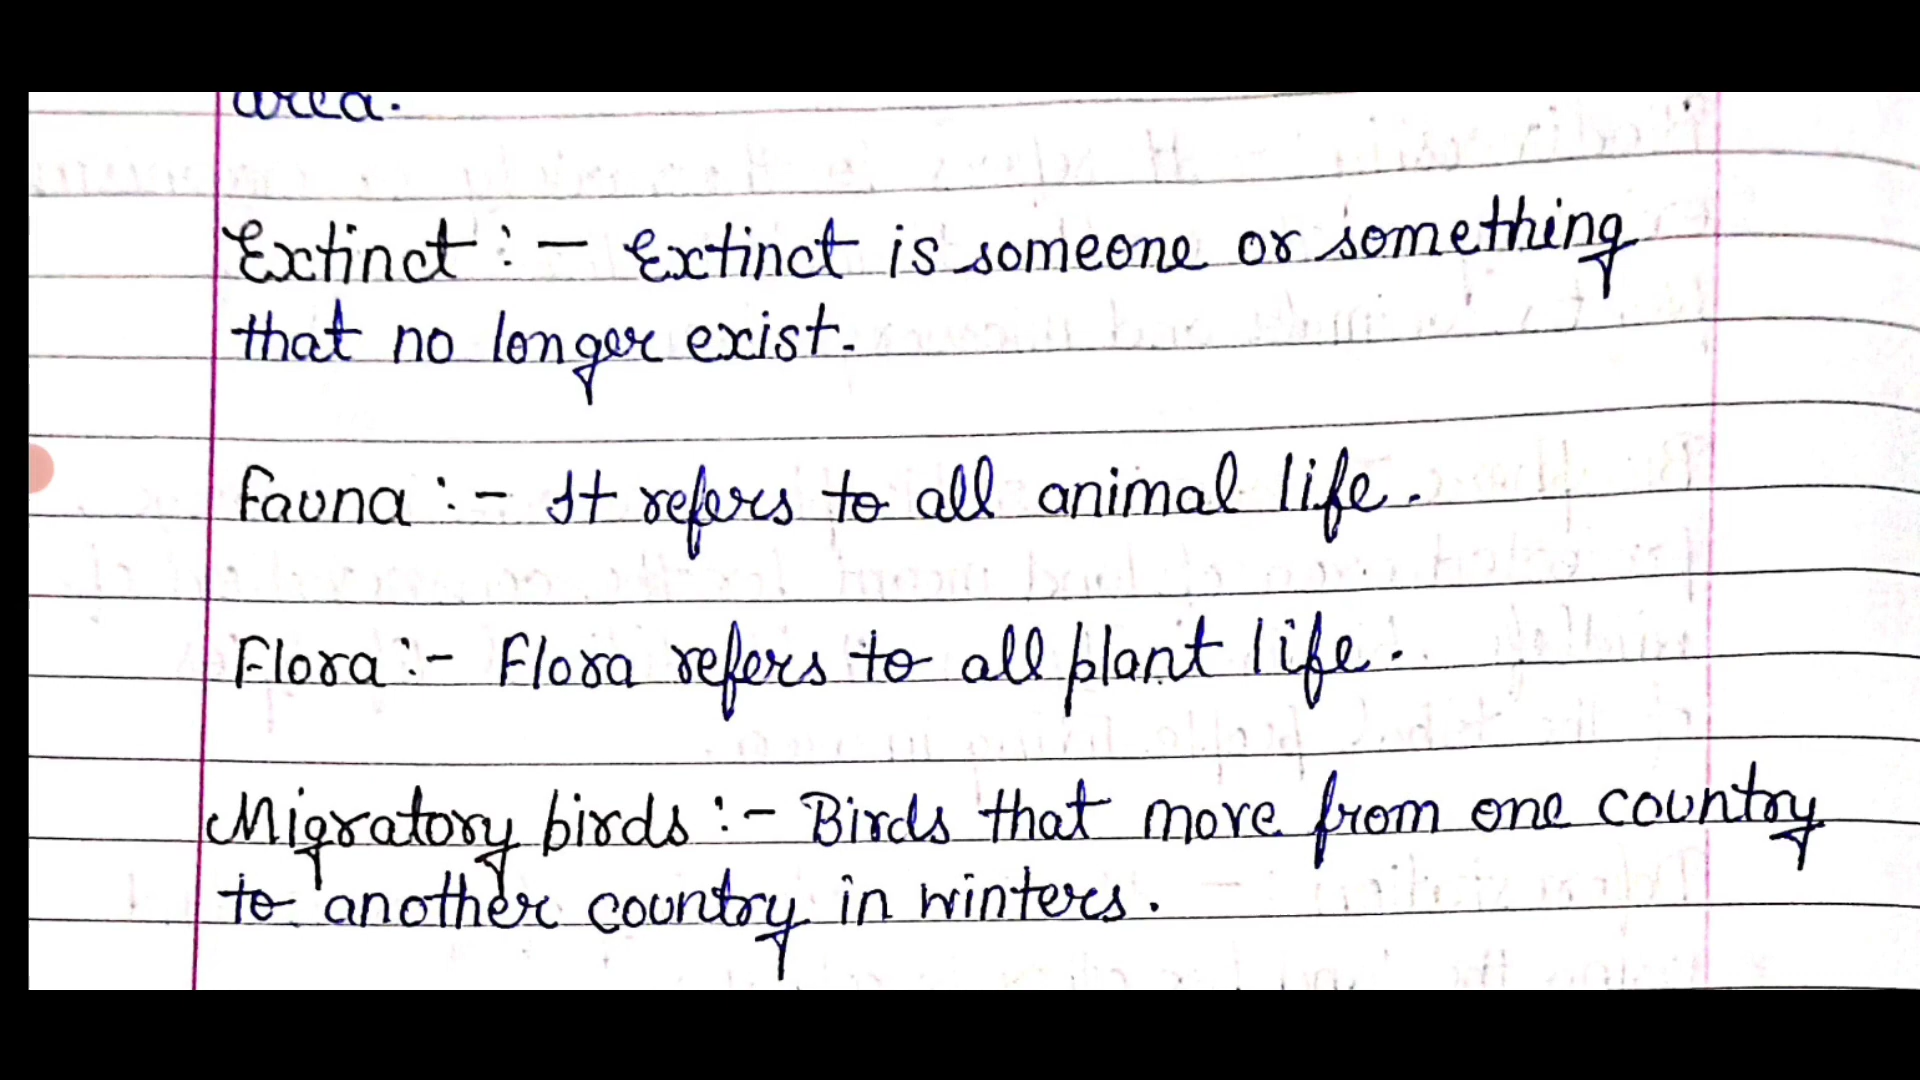 area.
Extinct :- Extinct is someone or something
that no longer exist.
Fauna :- It refers to all animal life.
Flora :- Flora refers to all plant life.
Migratory birds :- Birds that move from one country
to another country in winters.